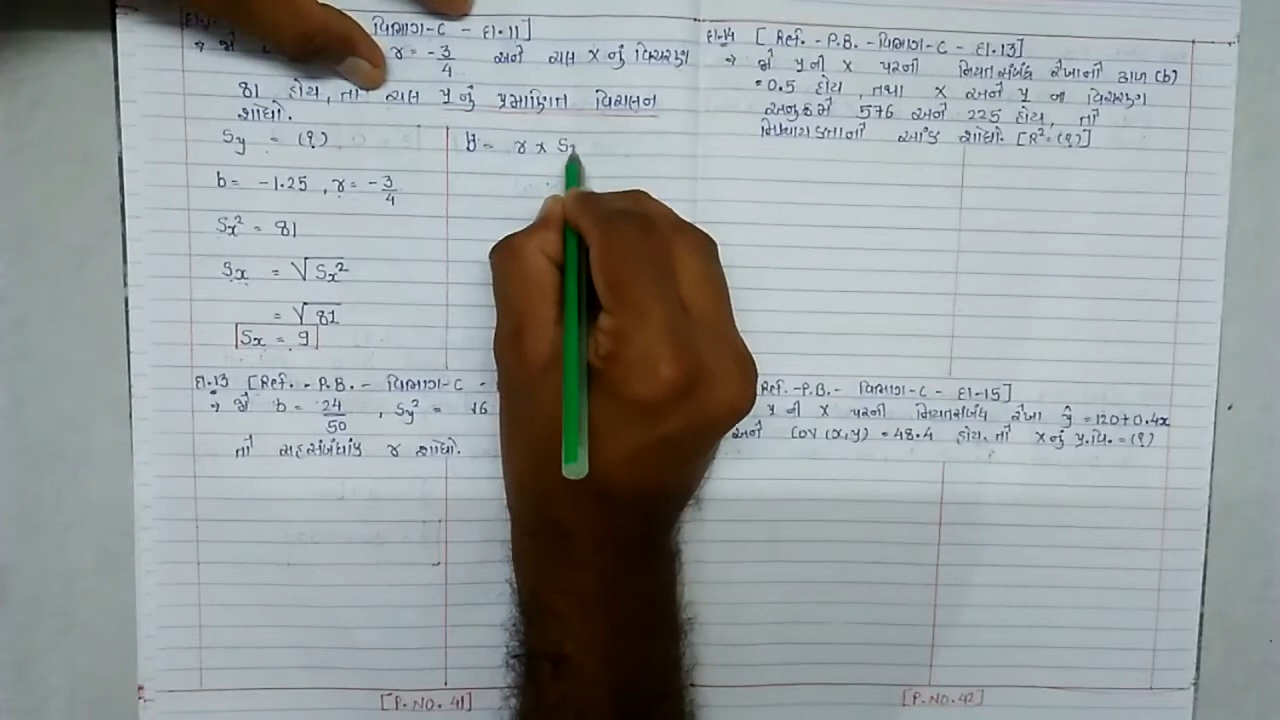 વિભાગ-C - દા.11]
⇒ જો r = -3/4 અને ચલ x નું વિચરણ
81 હોય, તો ચલ y નું પ્રમાણિત વિચલન
શોધો.
Sy = (?)
b = -1.25 , r = -3/4
Sx² = 81
Sx = √Sx²
= √81
Sx = 9
b = r × S
દા.13 [Ref. - P.B. - વિભાગ-C -
⇒ જો b = 24/50 , Sy² = 16
તો સહસંબંધાંક r શોધો.
[P.NO.41]
દા.14 [Ref. - P.B. - વિભાગ-C - દા.13]
⇒ જો y ની x પરની નિયતસંબંધ રેખાનો ઢાળ (b)
= 0.5 હોય, તથા x અને y ના વિચરણ
અનુક્રમે 576 અને 225 હોય, તો
નિશ્ચાયકતાનો આંક શોધો. [R² = (?)]
Ref. -P.B.- વિભાગ-C - દા-15]
y ની x પરની નિયતસંબંધ રેખા ŷ = 120+0.4x
અને Cov (x,y) = 48.4 હોય. તો x નું પ્ર.વિ. = (?)
[P.NO.42]